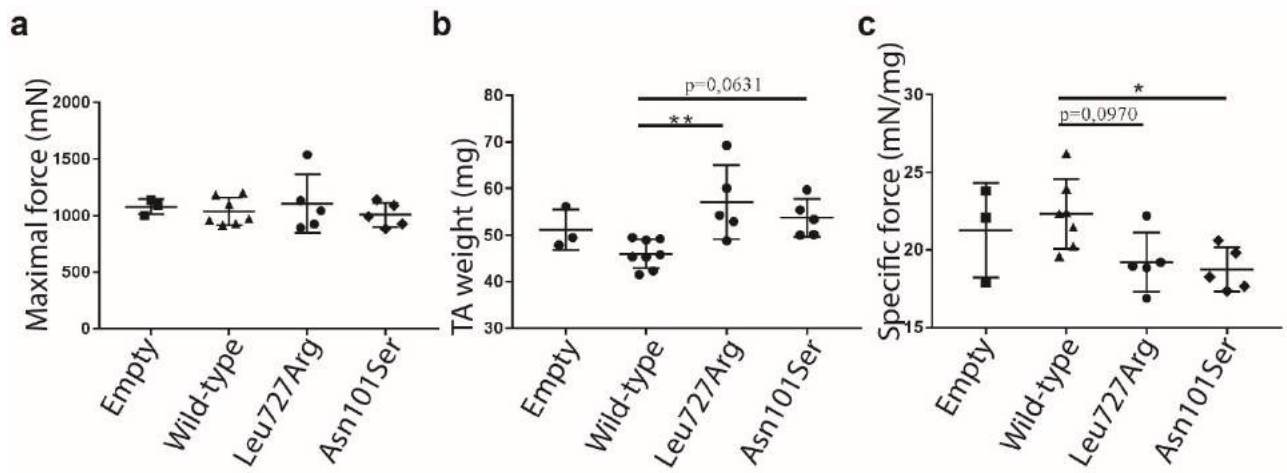 a
Maximal force (mN)
2000
1500
1000
500
0
Empty
Wild-type
Leu727Arg
Asn101Ser
b
TA weight (mg)
80
70
60
50
40
30
p=0,0631
**
Empty
Wild-type
Leu727Arg
Asn101Ser
c
Specific force (mN/mg)
30
25
20
15
*
p=0,0970
Empty
Wild-type
Leu727Arg
Asn101Ser